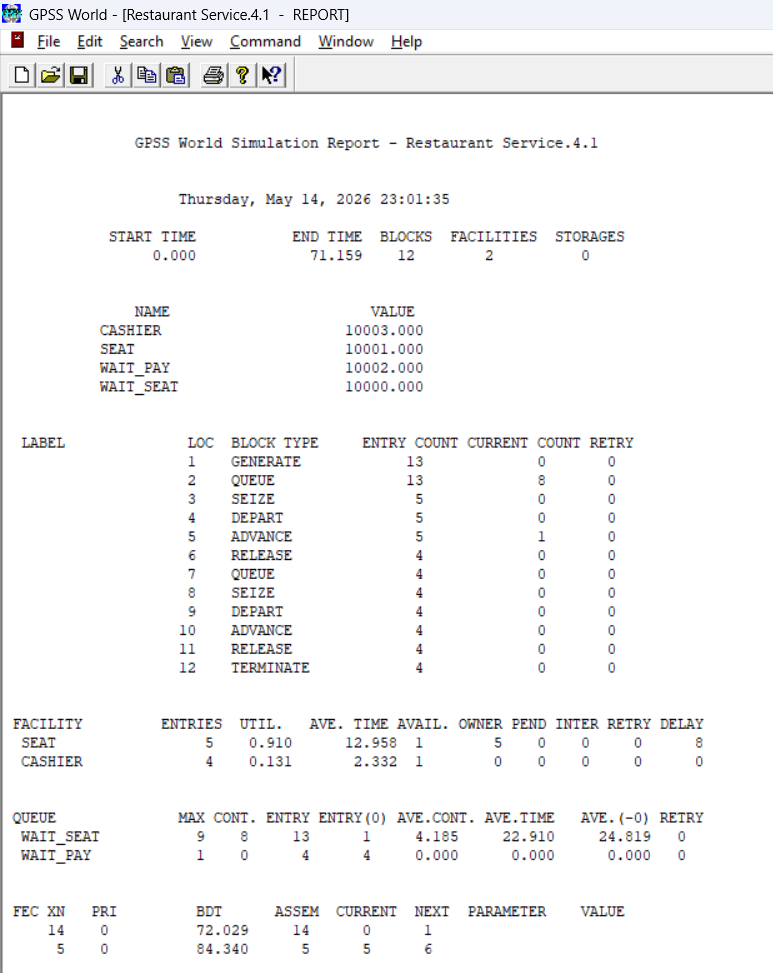 GPSS World - [Restaurant Service.4.1 - REPORT]
File Edit Search View Command Window Help
GPSS World Simulation Report - Restaurant Service.4.1
Thursday, May 14, 2026 23:01:35
START TIME END TIME BLOCKS FACILITIES STORAGES
0.000 71.159 12 2 0
NAME VALUE
CASHIER 10003.000
SEAT 10001.000
WAIT_PAY 10002.000
WAIT_SEAT 10000.000
LABEL LOC BLOCK TYPE ENTRY COUNT CURRENT COUNT RETRY
1 GENERATE 13 0 0
2 QUEUE 13 8 0
3 SEIZE 5 0 0
4 DEPART 5 0 0
5 ADVANCE 5 1 0
6 RELEASE 4 0 0
7 QUEUE 4 0 0
8 SEIZE 4 0 0
9 DEPART 4 0 0
10 ADVANCE 4 0 0
11 RELEASE 4 0 0
12 TERMINATE 4 0 0
FACILITY ENTRIES UTIL. AVE. TIME AVAIL. OWNER PEND INTER RETRY DELAY
SEAT 5 0.910 12.958 1 5 0 0 0 8
CASHIER 4 0.131 2.332 1 0 0 0 0 0
QUEUE MAX CONT. ENTRY ENTRY(0) AVE.CONT. AVE.TIME AVE.(-0) RETRY
WAIT_SEAT 9 8 13 1 4.185 22.910 24.819 0
WAIT_PAY 1 0 4 4 0.000 0.000 0.000 0
FEC XN PRI BDT ASSEM CURRENT NEXT PARAMETER VALUE
14 0 72.029 14 0 1
5 0 84.340 5 5 6